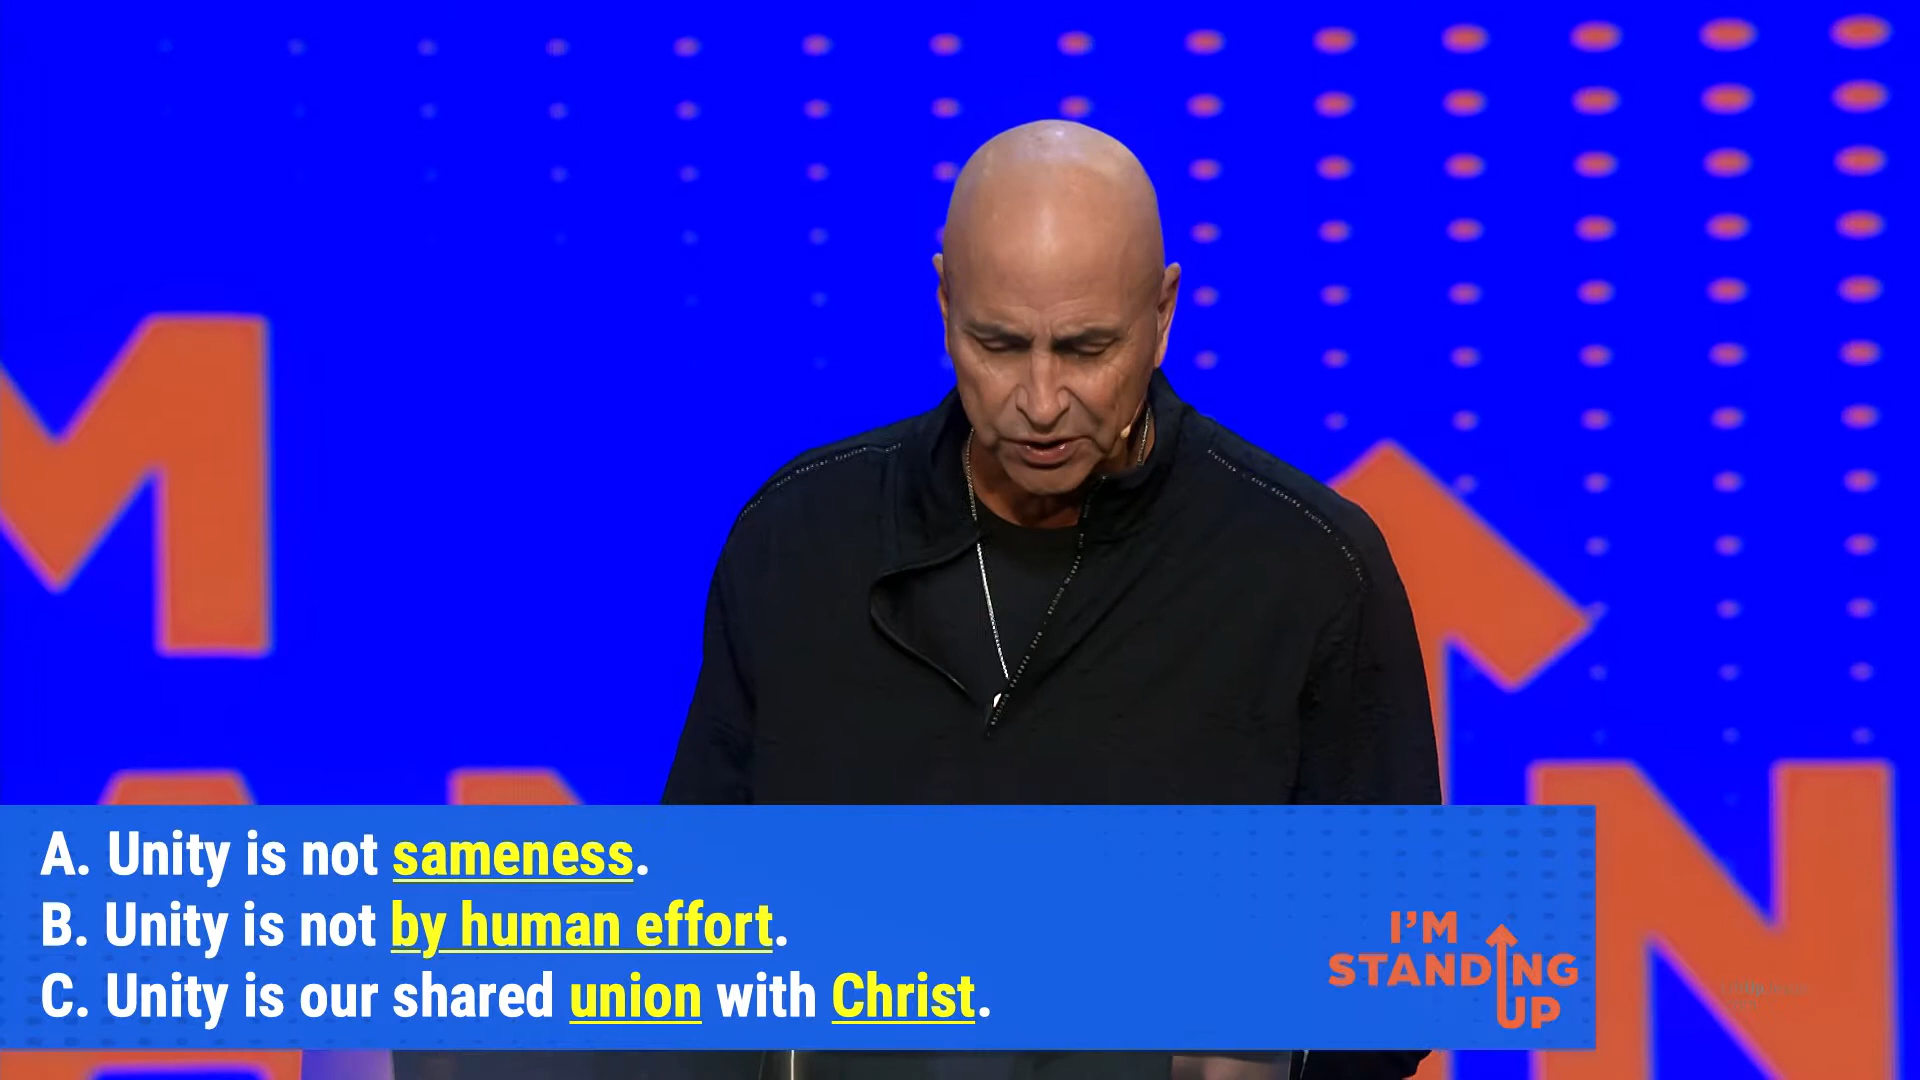 A. Unity is not sameness.
B. Unity is not by human effort.
C. Unity is our shared union with Christ.
I'M
STANDING
UP